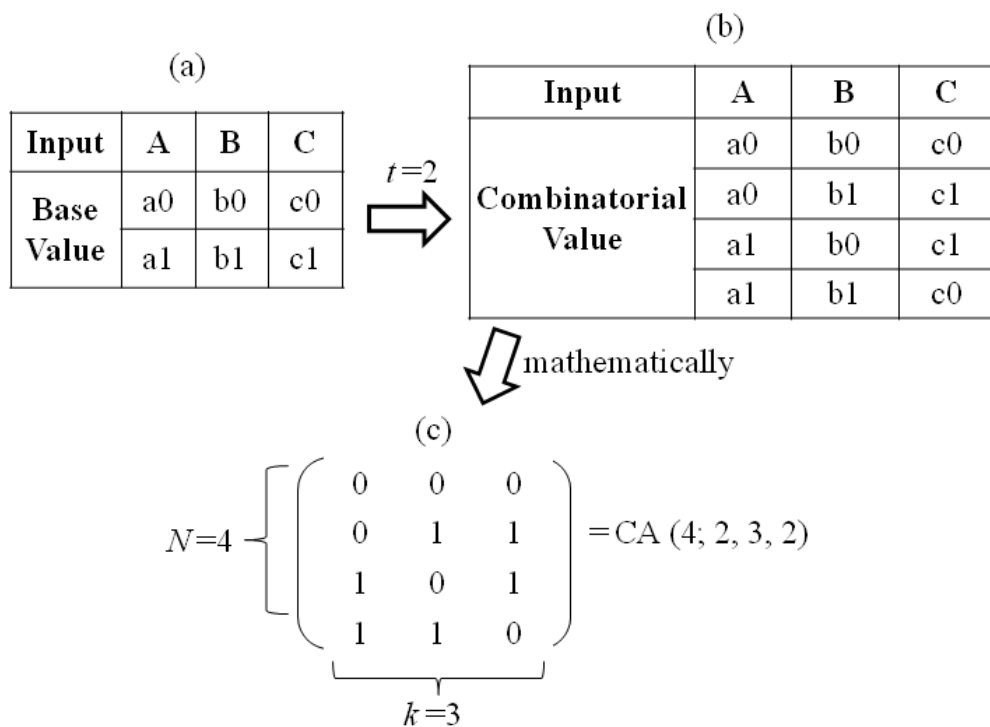 (a)
Input A B C
Base Value a0 b0 c0
a1 b1 c1
t=2
(b)
Input A B C
Combinatorial Value a0 b0 c0
a0 b1 c1
a1 b0 c1
a1 b1 c0
mathematically
(c)
0 0 0
0 1 1
1 0 1
1 1 0
N=4
=CA (4; 2, 3, 2)
k=3